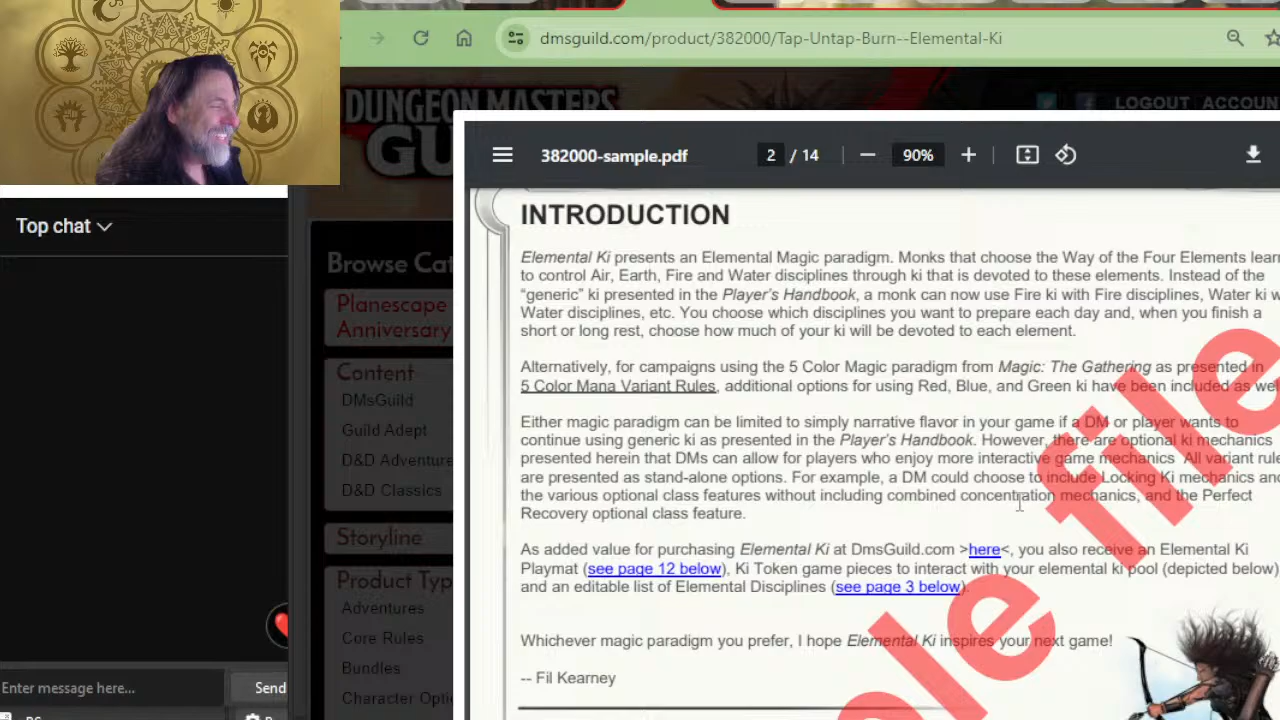 dmsguild.com/product/382000/Tap-Untap-Burn--Elemental-Ki
DUNGEON MASTERS
GU
LOGOUT ACCOUN
382000-sample.pdf 2 / 14 90%
Top chat
Browse Cat
Planescape
Anniversary
Content
DMsGuild
Guild Adept
D&D Adventure
D&D Classics
Storyline
Product Typ
Adventures
Core Rules
Bundles
Character Optio
Enter message here...
Send
INTRODUCTION
Elemental Ki presents an Elemental Magic paradigm. Monks that choose the Way of the Four Elements learn
to control Air, Earth, Fire and Water disciplines through ki that is devoted to these elements. Instead of the
“generic” ki presented in the Player’s Handbook, a monk can now use Fire ki with Fire disciplines, Water ki w
Water disciplines, etc. You choose which disciplines you want to prepare each day and, when you finish a
short or long rest, choose how much of your ki will be devoted to each element.
Alternatively, for campaigns using the 5 Color Magic paradigm from Magic: The Gathering as presented in
5 Color Mana Variant Rules, additional options for using Red, Blue, and Green ki have been included as well
Either magic paradigm can be limited to simply narrative flavor in your game if a DM or player wants to
continue using generic ki as presented in the Player’s Handbook. However, there are optional ki mechanics
presented herein that DMs can allow for players who enjoy more interactive game mechanics All variant rule
are presented as stand-alone options. For example, a DM could choose to include Locking Ki mechanics and
the various optional class features without including combined concentration mechanics, and the Perfect
Recovery optional class feature.
As added value for purchasing Elemental Ki at DmsGuild.com >here<, you also receive an Elemental Ki
Playmat (see page 12 below), Ki Token game pieces to interact with your elemental ki pool (depicted below)
and an editable list of Elemental Disciplines (see page 3 below).
Whichever magic paradigm you prefer, I hope Elemental Ki inspires your next game!
-- Fil Kearney
ple file